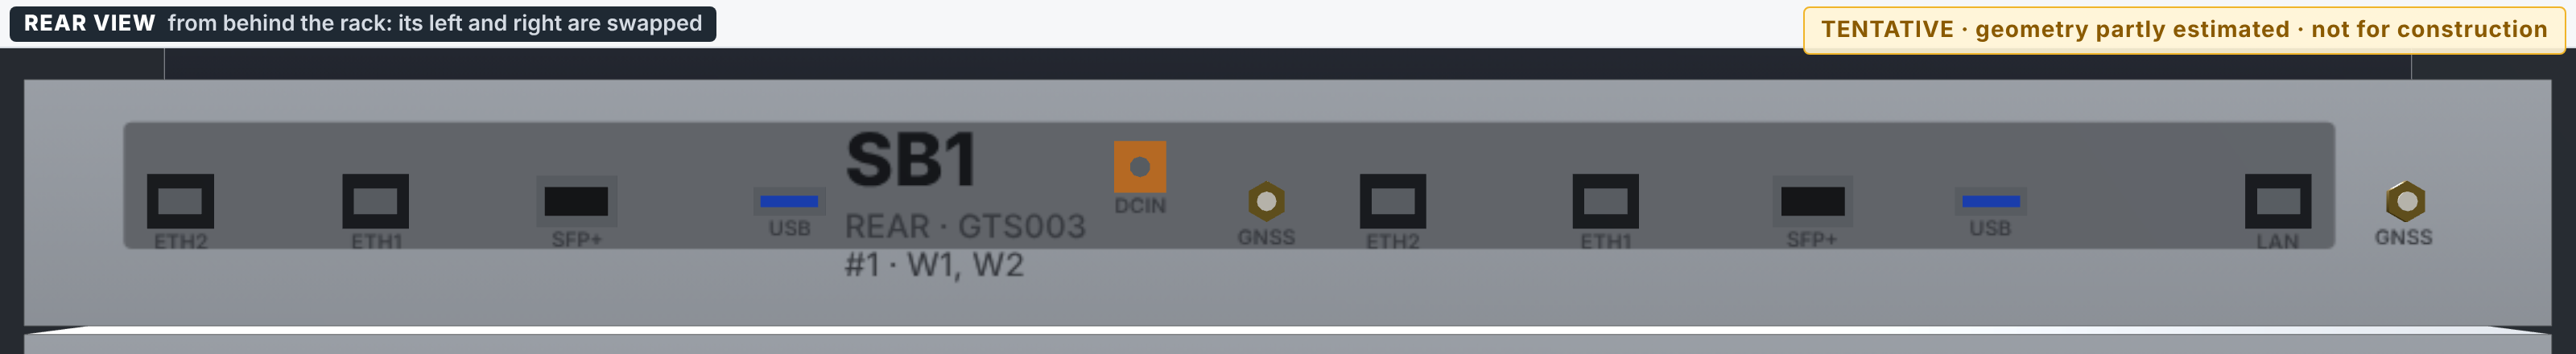 REAR VIEW from behind the rack: its left and right are swapped
TENTATIVE · geometry partly estimated · not for construction
SB1
REAR · GTS003
#1 · W1, W2
ETH2 ETH1 SFP+ USB DCIN GNSS ETH2 ETH1 SFP+ USB LAN GNSS